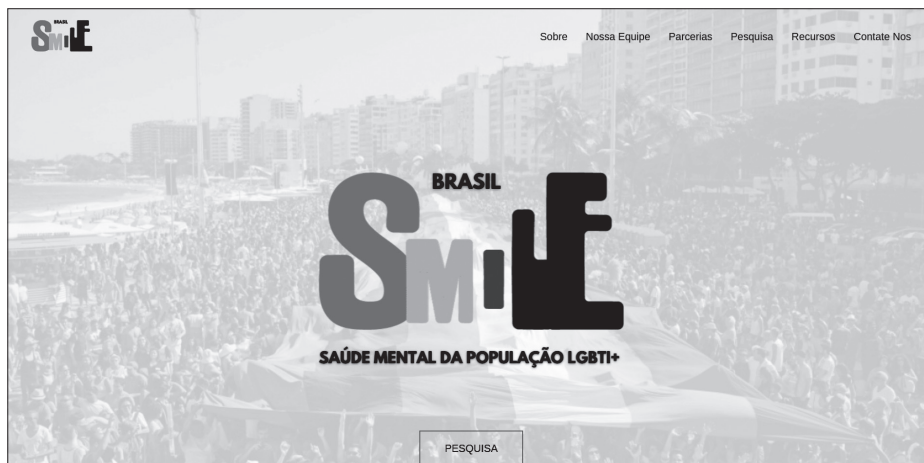 BRASIL
SMILE
Sobre Nossa Equipe Parcerias Pesquisa Recursos Contate Nos
BRASIL
SMILE
SAÚDE MENTAL DA POPULAÇÃO LGBTI+
PESQUISA